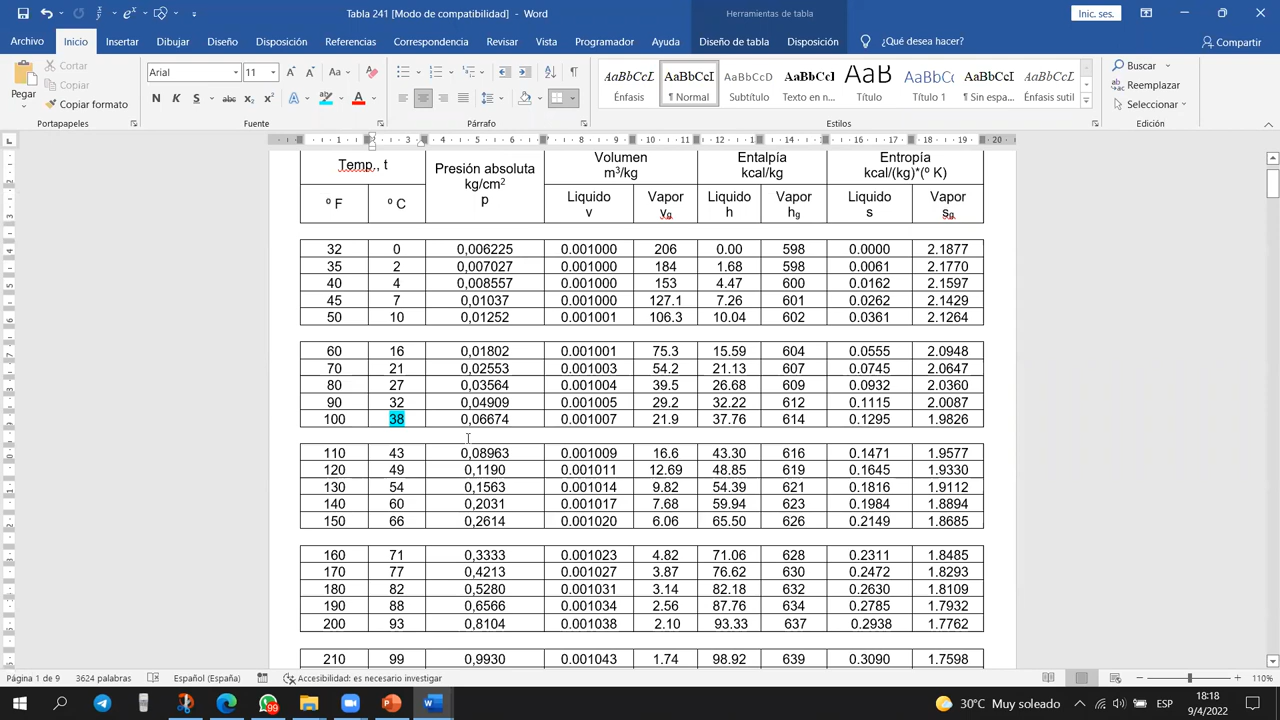 Tabla 241 [Modo de compatibilidad] - Word
Herramientas de tabla
Inic. ses.
Archivo Inicio Insertar Dibujar Diseño Disposición Referencias Correspondencia Revisar Vista Programador Ayuda Diseño de tabla Disposición ¿Qué desea hacer? Compartir
Pegar
Cortar
Copiar
Copiar formato
Arial 11
N K S abc x₂ x²
AaBbCcL Énfasis
AaBbCcD ¶ Normal
AaBbCcD Subtítulo
AaBbCcI Texto en n...
AaB Título
AaBbC Título 1
AaBbCcD ¶ Sin espa...
AaBbCcL Énfasis sutil
Buscar
Reemplazar
Seleccionar
Portapapeles Fuente Párrafo Estilos Edición
Temp., t Presión absoluta kg/cm² p Volumen m³/kg Entalpía kcal/kg Entropía kcal/(kg)*(º K)
º F º C Liquido v Vapor vg Liquido h Vapor hg Liquido s Vapor sg
32 0 0,006225 0.001000 206 0.00 598 0.0000 2.1877
35 2 0,007027 0.001000 184 1.68 598 0.0061 2.1770
40 4 0,008557 0.001000 153 4.47 600 0.0162 2.1597
45 7 0,01037 0.001000 127.1 7.26 601 0.0262 2.1429
50 10 0,01252 0.001001 106.3 10.04 602 0.0361 2.1264
60 16 0,01802 0.001001 75.3 15.59 604 0.0555 2.0948
70 21 0,02553 0.001003 54.2 21.13 607 0.0745 2.0647
80 27 0,03564 0.001004 39.5 26.68 609 0.0932 2.0360
90 32 0,04909 0.001005 29.2 32.22 612 0.1115 2.0087
100 38 0,06674 0.001007 21.9 37.76 614 0.1295 1.9826
110 43 0,08963 0.001009 16.6 43.30 616 0.1471 1.9577
120 49 0,1190 0.001011 12.69 48.85 619 0.1645 1.9330
130 54 0,1563 0.001014 9.82 54.39 621 0.1816 1.9112
140 60 0,2031 0.001017 7.68 59.94 623 0.1984 1.8894
150 66 0,2614 0.001020 6.06 65.50 626 0.2149 1.8685
160 71 0,3333 0.001023 4.82 71.06 628 0.2311 1.8485
170 77 0,4213 0.001027 3.87 76.62 630 0.2472 1.8293
180 82 0,5280 0.001031 3.14 82.18 632 0.2630 1.8109
190 88 0,6566 0.001034 2.56 87.76 634 0.2785 1.7932
200 93 0,8104 0.001038 2.10 93.33 637 0.2938 1.7762
210 99 0,9930 0.001043 1.74 98.92 639 0.3090 1.7598
Página 1 de 9 3624 palabras Español (España) Accesibilidad: es necesario investigar 110%
30°C Muy soleado ESP 18:18
9/4/2022